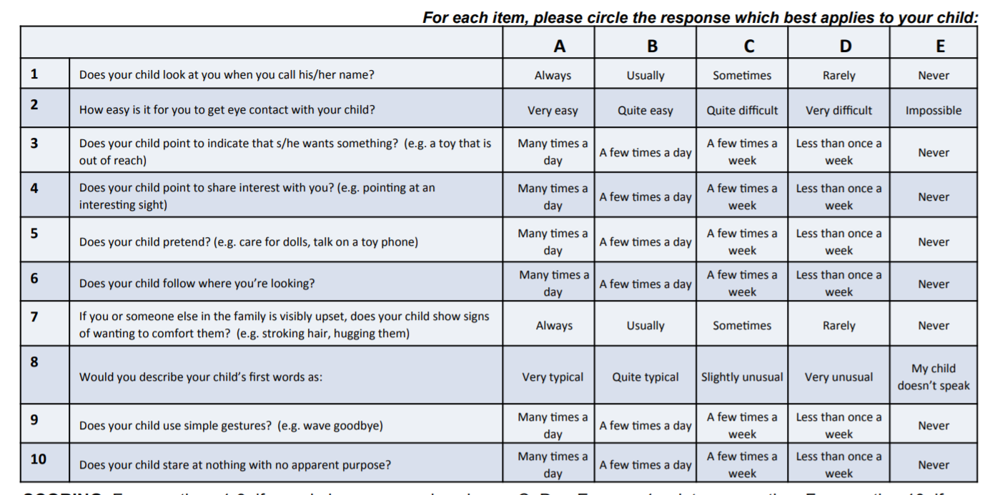 For each item, please circle the response which best applies to your child:
A B C D E
1 Does your child look at you when you call his/her name? Always Usually Sometimes Rarely Never
2 How easy is it for you to get eye contact with your child? Very easy Quite easy Quite difficult Very difficult Impossible
3 Does your child point to indicate that s/he wants something? (e.g. a toy that is
out of reach)
Many times a
day
A few times a day
A few times a
week
Less than once a
week
Never
4 Does your child point to share interest with you? (e.g. pointing at an
interesting sight)
Many times a
day
A few times a day
A few times a
week
Less than once a
week
Never
5 Does your child pretend? (e.g. care for dolls, talk on a toy phone)
Many times a
day
A few times a day
A few times a
week
Less than once a
week
Never
6 Does your child follow where you're looking?
Many times a
day
A few times a day
A few times a
week
Less than once a
week
Never
7 If you or someone else in the family is visibly upset, does your child show signs
of wanting to comfort them? (e.g. stroking hair, hugging them)
Always Usually Sometimes Rarely Never
8 Would you describe your child's first words as: Very typical Quite typical Slightly unusual Very unusual
My child
doesn't speak
9 Does your child use simple gestures? (e.g. wave goodbye)
Many times a
day
A few times a day
A few times a
week
Less than once a
week
Never
10 Does your child stare at nothing with no apparent purpose?
Many times a
day
A few times a day
A few times a
week
Less than once a
week
Never